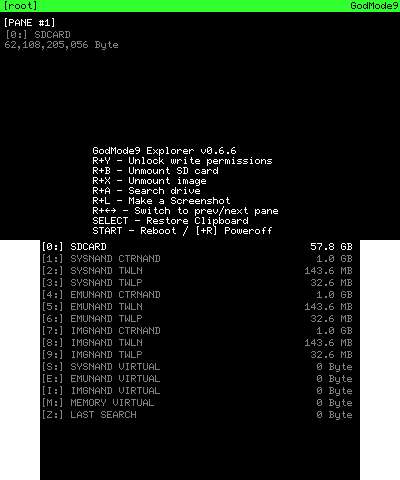 [root] GodMode9
[PANE #1]
[0:] SDCARD
62,108,205,056 Byte
GodMode9 Explorer v0.6.6
R+Y - Unlock write permissions
R+B - Unmount SD card
R+X - Unmount image
R+A - Search drive
R+L - Make a Screenshot
R+←→ - Switch to prev/next pane
SELECT - Restore Clipboard
START - Reboot / [+R] Poweroff
[0:] SDCARD 57.8 GB
[1:] SYSNAND CTRNAND 1.0 GB
[2:] SYSNAND TWLN 143.6 MB
[3:] SYSNAND TWLP 32.6 MB
[4:] EMUNAND CTRNAND 1.0 GB
[5:] EMUNAND TWLN 143.6 MB
[6:] EMUNAND TWLP 32.6 MB
[7:] IMGNAND CTRNAND 1.0 GB
[8:] IMGNAND TWLN 143.6 MB
[9:] IMGNAND TWLP 32.6 MB
[S:] SYSNAND VIRTUAL 0 Byte
[E:] EMUNAND VIRTUAL 0 Byte
[I:] IMGNAND VIRTUAL 0 Byte
[M:] MEMORY VIRTUAL 0 Byte
[Z:] LAST SEARCH 0 Byte